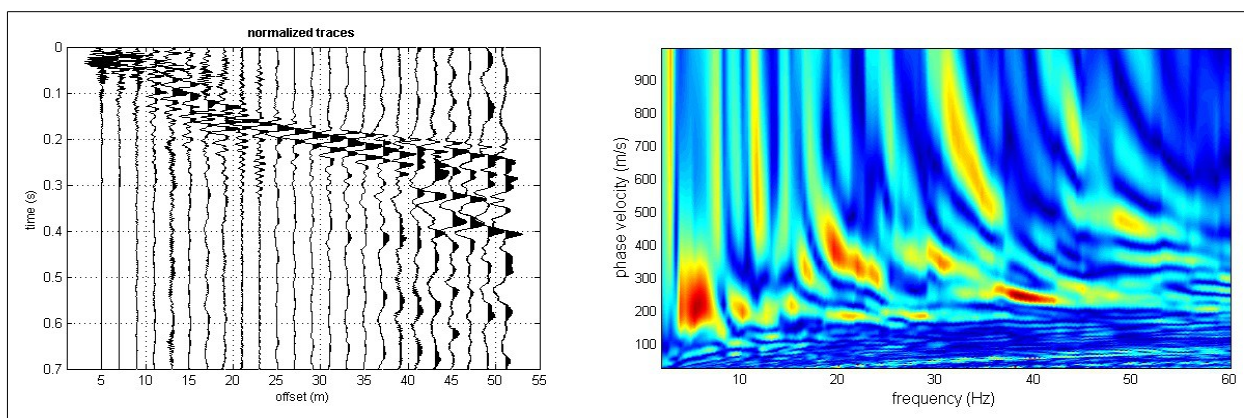 normalized traces
0
0.1
0.2
0.3
0.4
0.5
0.6
0.7
time (s)
5 10 15 20 25 30 35 40 45 50 55
offset (m)
900
800
700
600
500
400
300
200
100
phase velocity (m/s)
10 20 30 40 50 60
frequency (Hz)